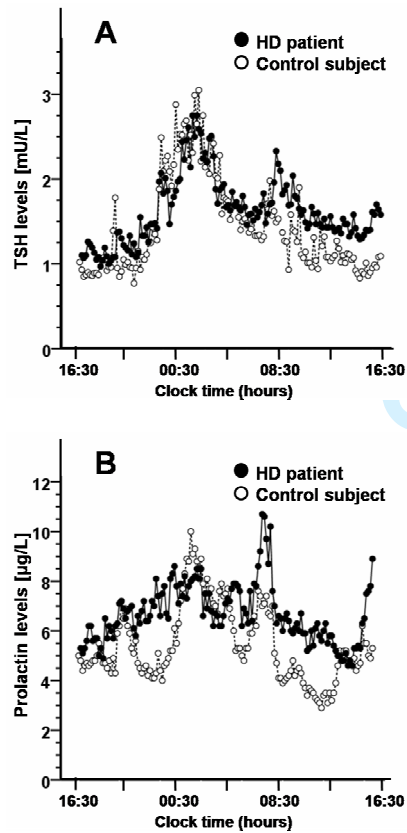 A
HD patient
Control subject
TSH levels [mU/L]
3
2
1
0
16:30 00:30 08:30 16:30
Clock time (hours)
B
HD patient
Control subject
Prolactin levels [µg/L]
12
10
8
6
4
2
0
16:30 00:30 08:30 16:30
Clock time (hours)